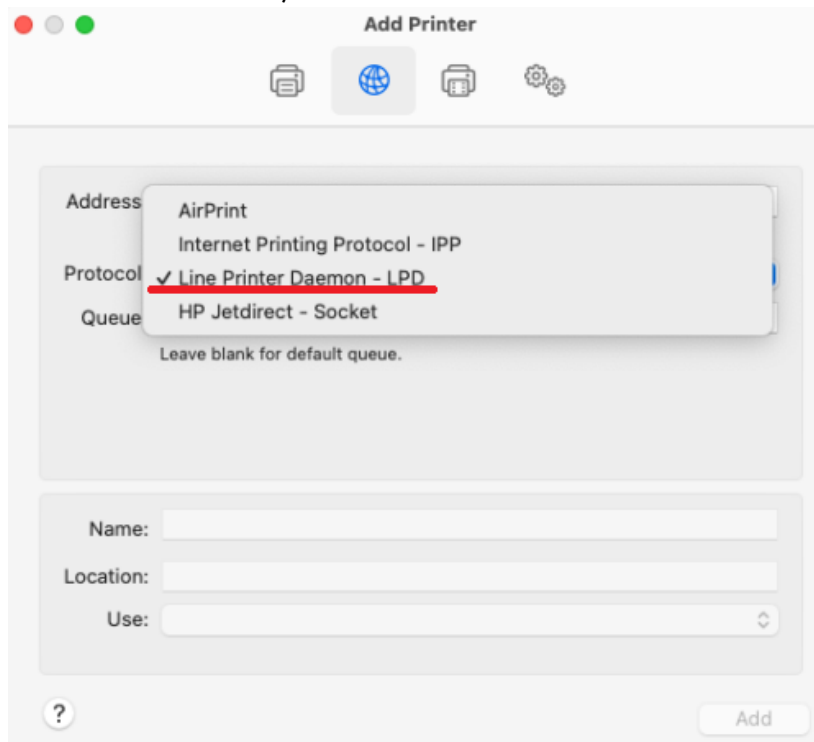 Add Printer
Address
AirPrint
Internet Printing Protocol - IPP
Protocol ✓ Line Printer Daemon - LPD
Queue HP Jetdirect - Socket
Leave blank for default queue.
Name:
Location:
Use:
?
Add